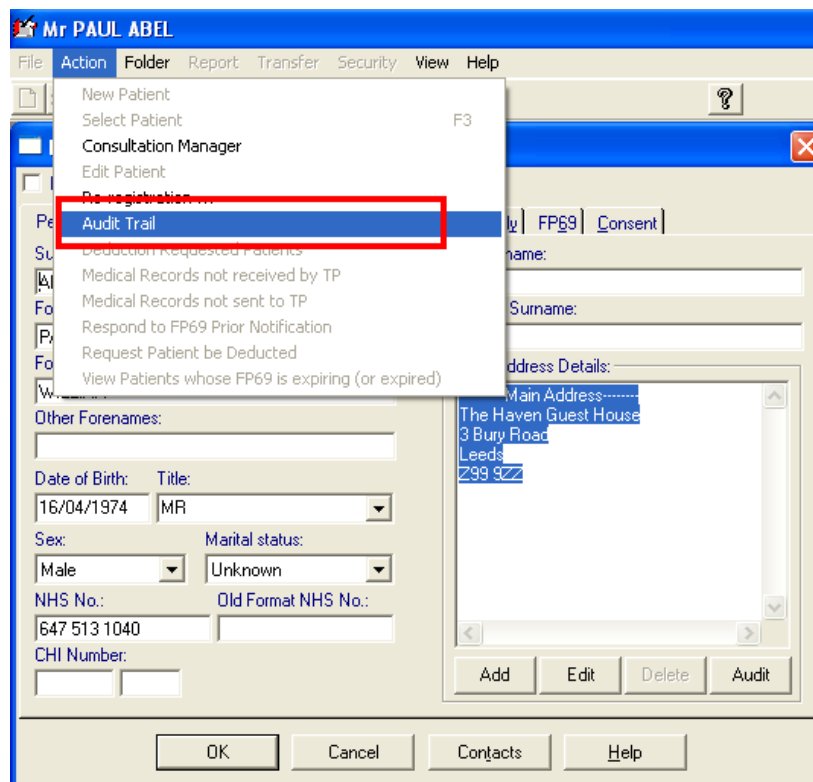 Mr PAUL ABEL
File Action Folder Report Transfer Security View Help
New Patient
Select Patient F3
Consultation Manager
Edit Patient
Re-registration ...
Audit Trail
Deduction Requested Patients
Medical Records not received by TP
Medical Records not sent to TP
Respond to FP69 Prior Notification
Request Patient be Deducted
View Patients whose FP69 is expiring (or expired)
FP69 Consent
Surname:
Address Details:
Main Address--------
The Haven Guest House
3 Bury Road
Leeds
Z99 9ZZ
Other Forenames:
Date of Birth: Title:
16/04/1974 MR
Sex: Marital status:
Male Unknown
NHS No.: Old Format NHS No.:
647 513 1040
CHI Number:
Add Edit Delete Audit
OK Cancel Contacts Help